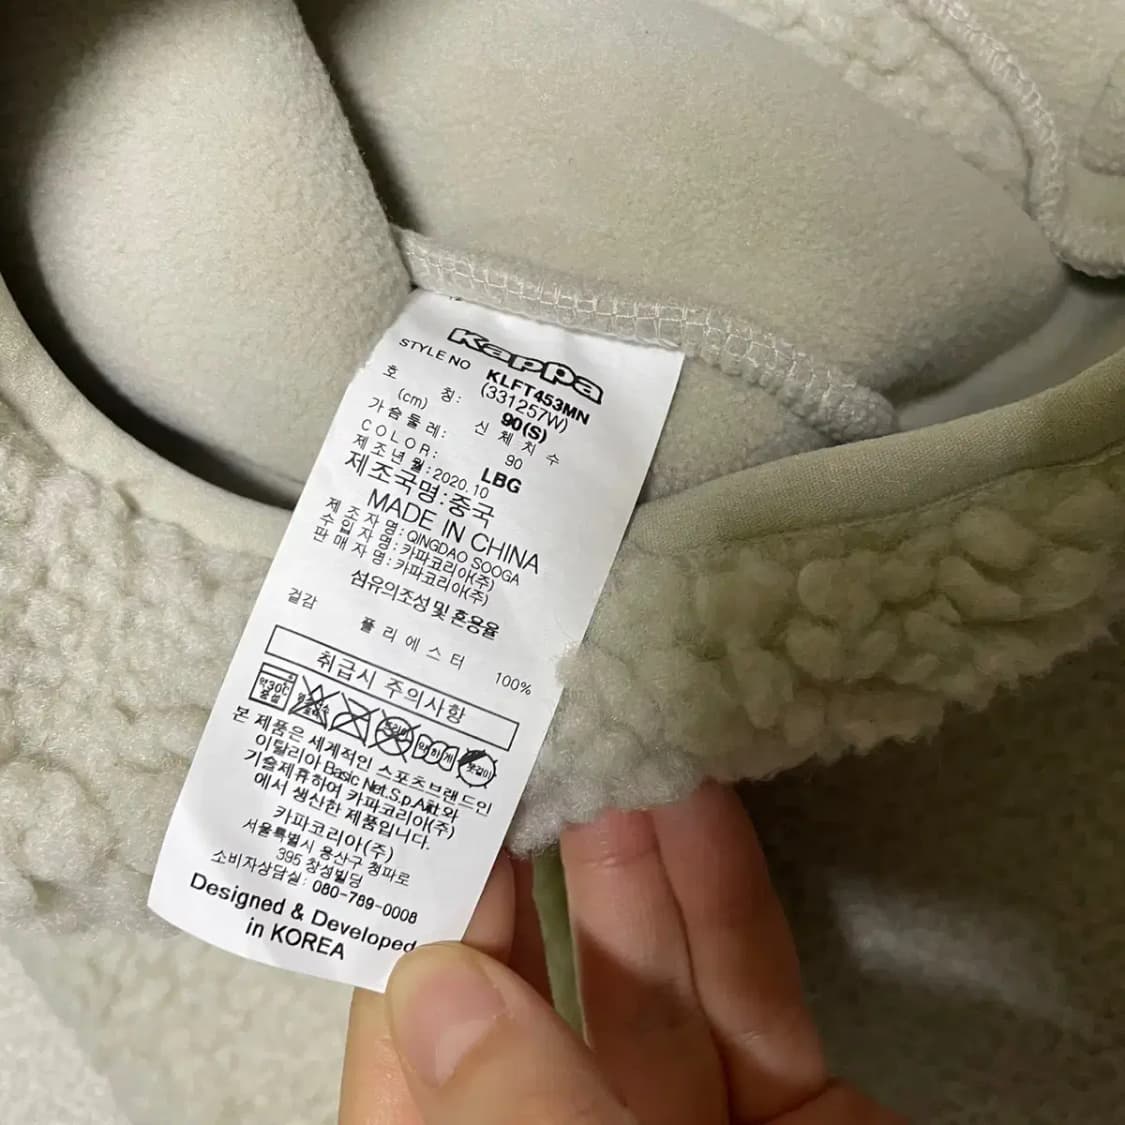 Kappa
STYLE NO KLFT453MN
(331257W)
호 칭: 90(S)
(cm) 신 체 치 수
가 슴 둘 레: 90
COLOR: LBG
제 조 년 월:2020.10
제조국명:중국
MADE IN CHINA
제 조 자 명:QINGDAO SOOGA
수 입 자 명:카파코리아(주)
판 매 자 명:카파코리아(주)
섬유의조성 및 혼용율
겉감
폴 리 에 스 터 100%
취급시 주의사항
약30℃
중성
약하게
본 제품은 세계적인 스포츠브랜드인
이탈리아 Basic Net.S.p.A社와
기술제휴하여 카파코리아(주)
에서 생산한 제품입니다.
카파코리아(주)
서울특별시 용산구 청파로
395 창성빌딩
소비자상담실: 080-789-0008
Designed & Developed
in KOREA